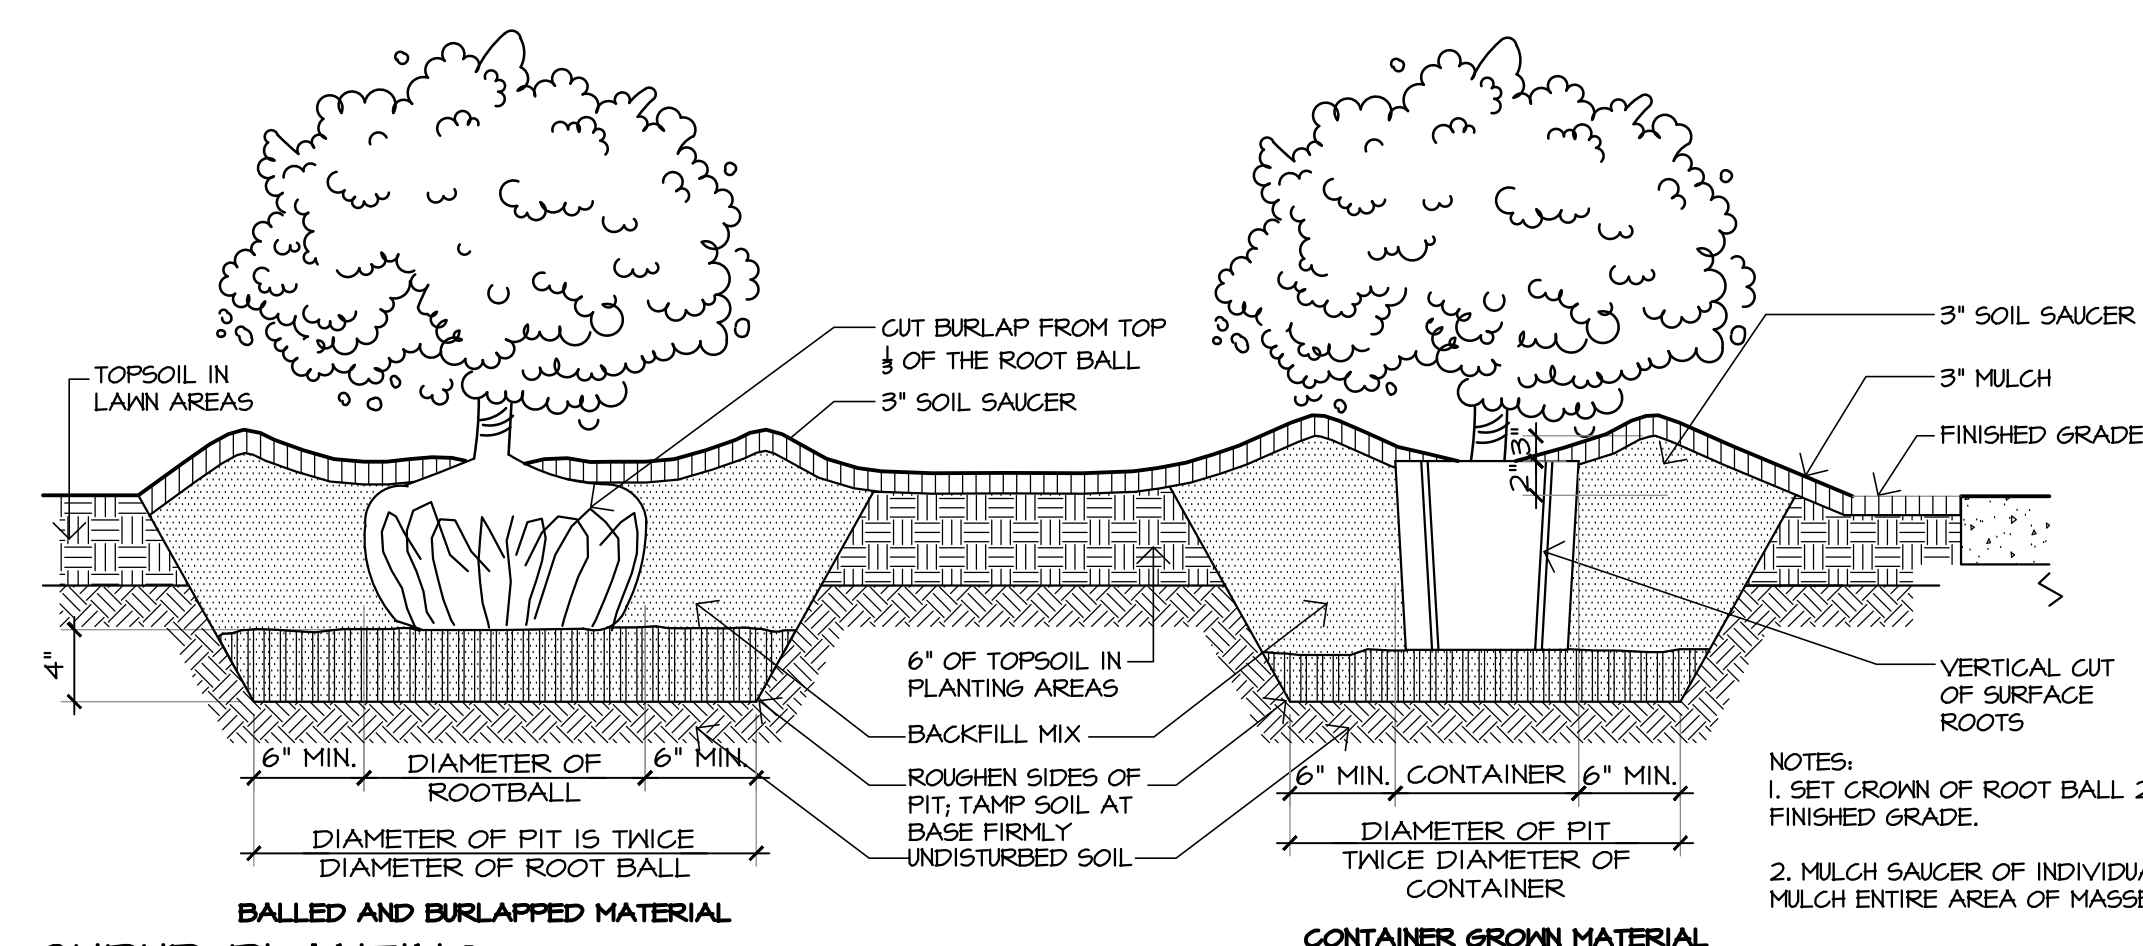 CUT BURLAP FROM TOP
1/3 OF THE ROOT BALL
3" SOIL SAUCER
TOPSOIL IN
LAWN AREAS
3" SOIL SAUCER
3" MULCH
FINISHED GRADE
3"
2"
4"
6" OF TOPSOIL IN
PLANTING AREAS
BACKFILL MIX
ROUGHEN SIDES OF
PIT; TAMP SOIL AT
BASE FIRMLY
UNDISTURBED SOIL
VERTICAL CUT
OF SURFACE
ROOTS
6" MIN.
DIAMETER OF
ROOTBALL
6" MIN.
DIAMETER OF PIT IS TWICE
DIAMETER OF ROOT BALL
BALLED AND BURLAPPED MATERIAL
6" MIN.
CONTAINER
6" MIN.
DIAMETER OF PIT
TWICE DIAMETER OF
CONTAINER
CONTAINER GROWN MATERIAL
NOTES:
1. SET CROWN OF ROOT BALL 2
FINISHED GRADE.
2. MULCH SAUCER OF INDIVIDUA
MULCH ENTIRE AREA OF MASSE